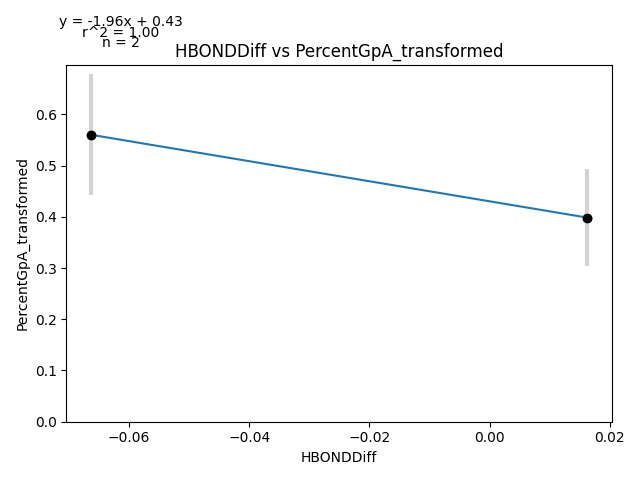 y = -1.96x + 0.43
r^2 = 1.00
n = 2
HBONDDiff vs PercentGpA_transformed
PercentGpA_transformed
0.6
0.5
0.4
0.3
0.2
0.1
0.0
−0.06 −0.04 −0.02 0.00 0.02
HBONDDiff